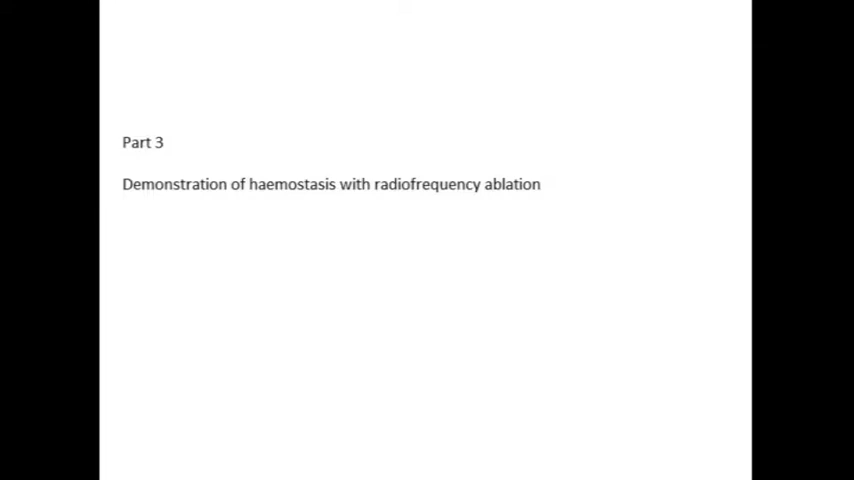 Part 3
Demonstration of haemostasis with radiofrequency ablation